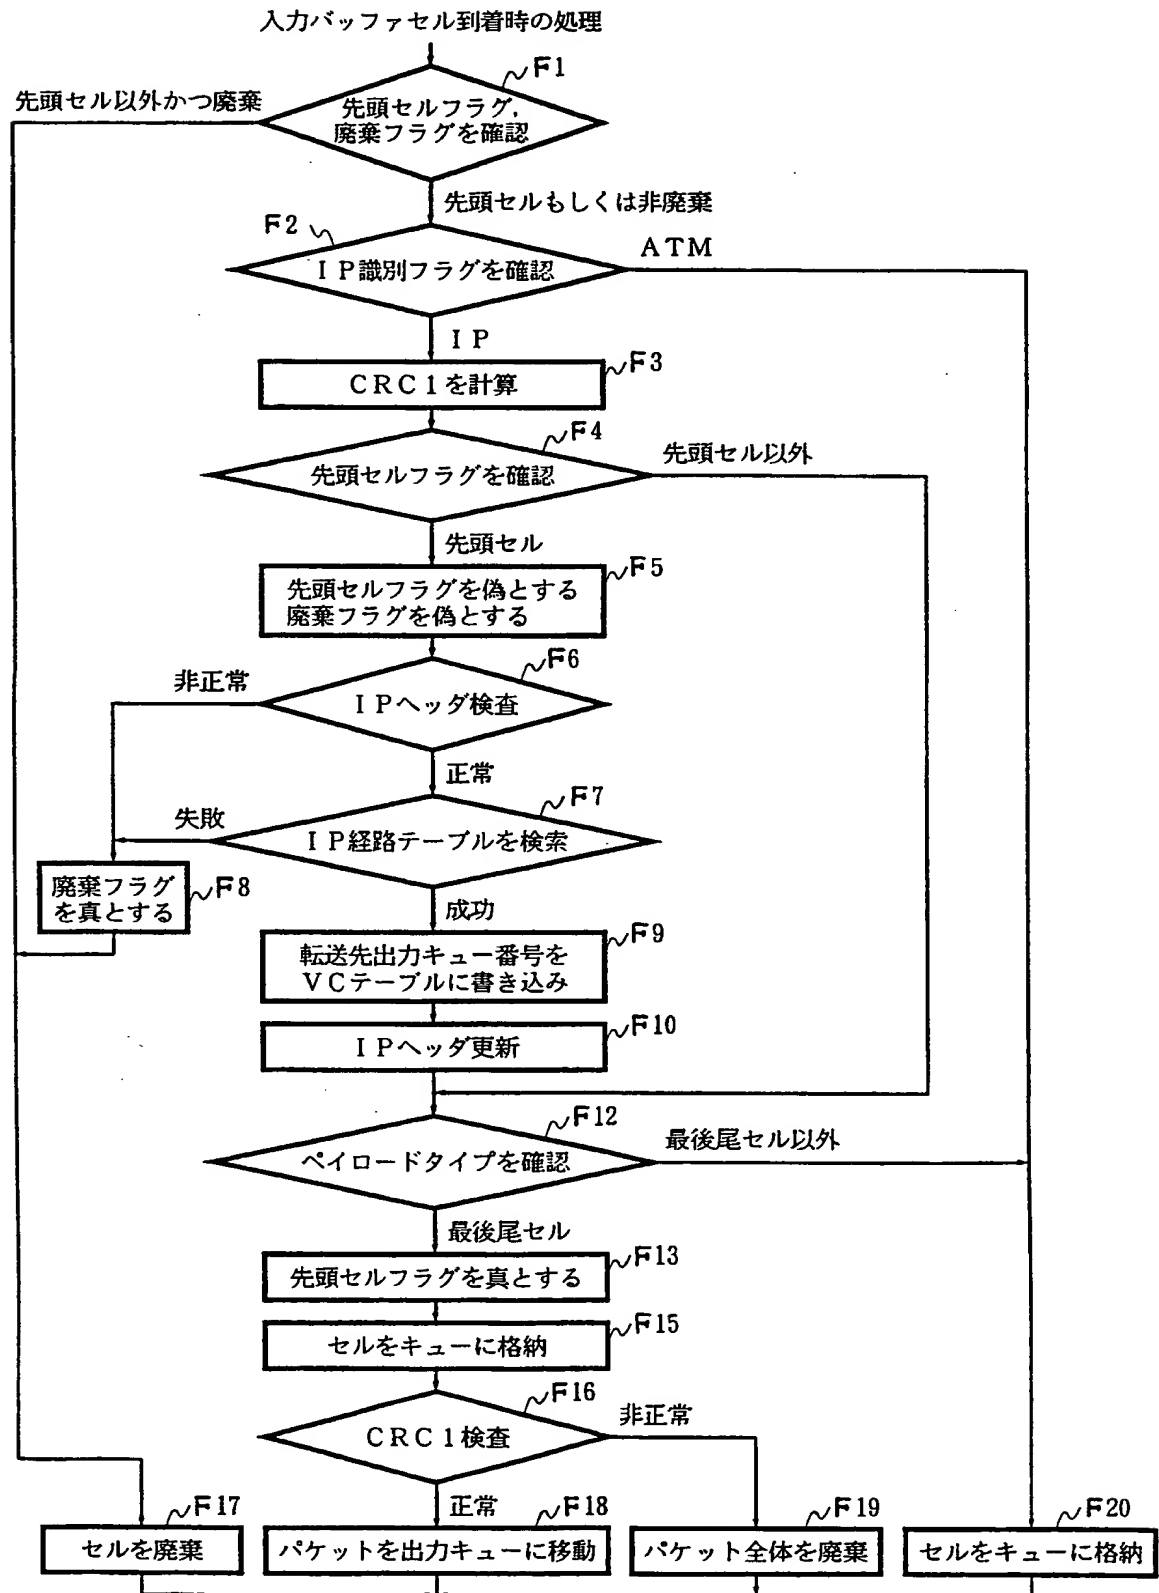 入力バッファセル到着時の処理
F1
先頭セル以外かつ廃棄
先頭セルフラグ,
廃棄フラグを確認
先頭セルもしくは非廃棄
F2
ATM
IP識別フラグを確認
IP
F3
CRC1を計算
F4
先頭セル以外
先頭セルフラグを確認
先頭セル
F5
先頭セルフラグを偽とする
廃棄フラグを偽とする
F6
非正常
IPヘッダ検査
正常
F7
失敗
IP経路テーブルを検索
F8
廃棄フラグ
を真とする
成功
F9
転送先出力キュー番号を
VCテーブルに書き込み
F10
IPヘッダ更新
F12
最後尾セル以外
ペイロードタイプを確認
最後尾セル
F13
先頭セルフラグを真とする
F15
セルをキューに格納
F16
非正常
CRC1検査
正常
F17
F18
F19
F20
セルを廃棄
パケットを出力キューに移動
パケット全体を廃棄
セルをキューに格納